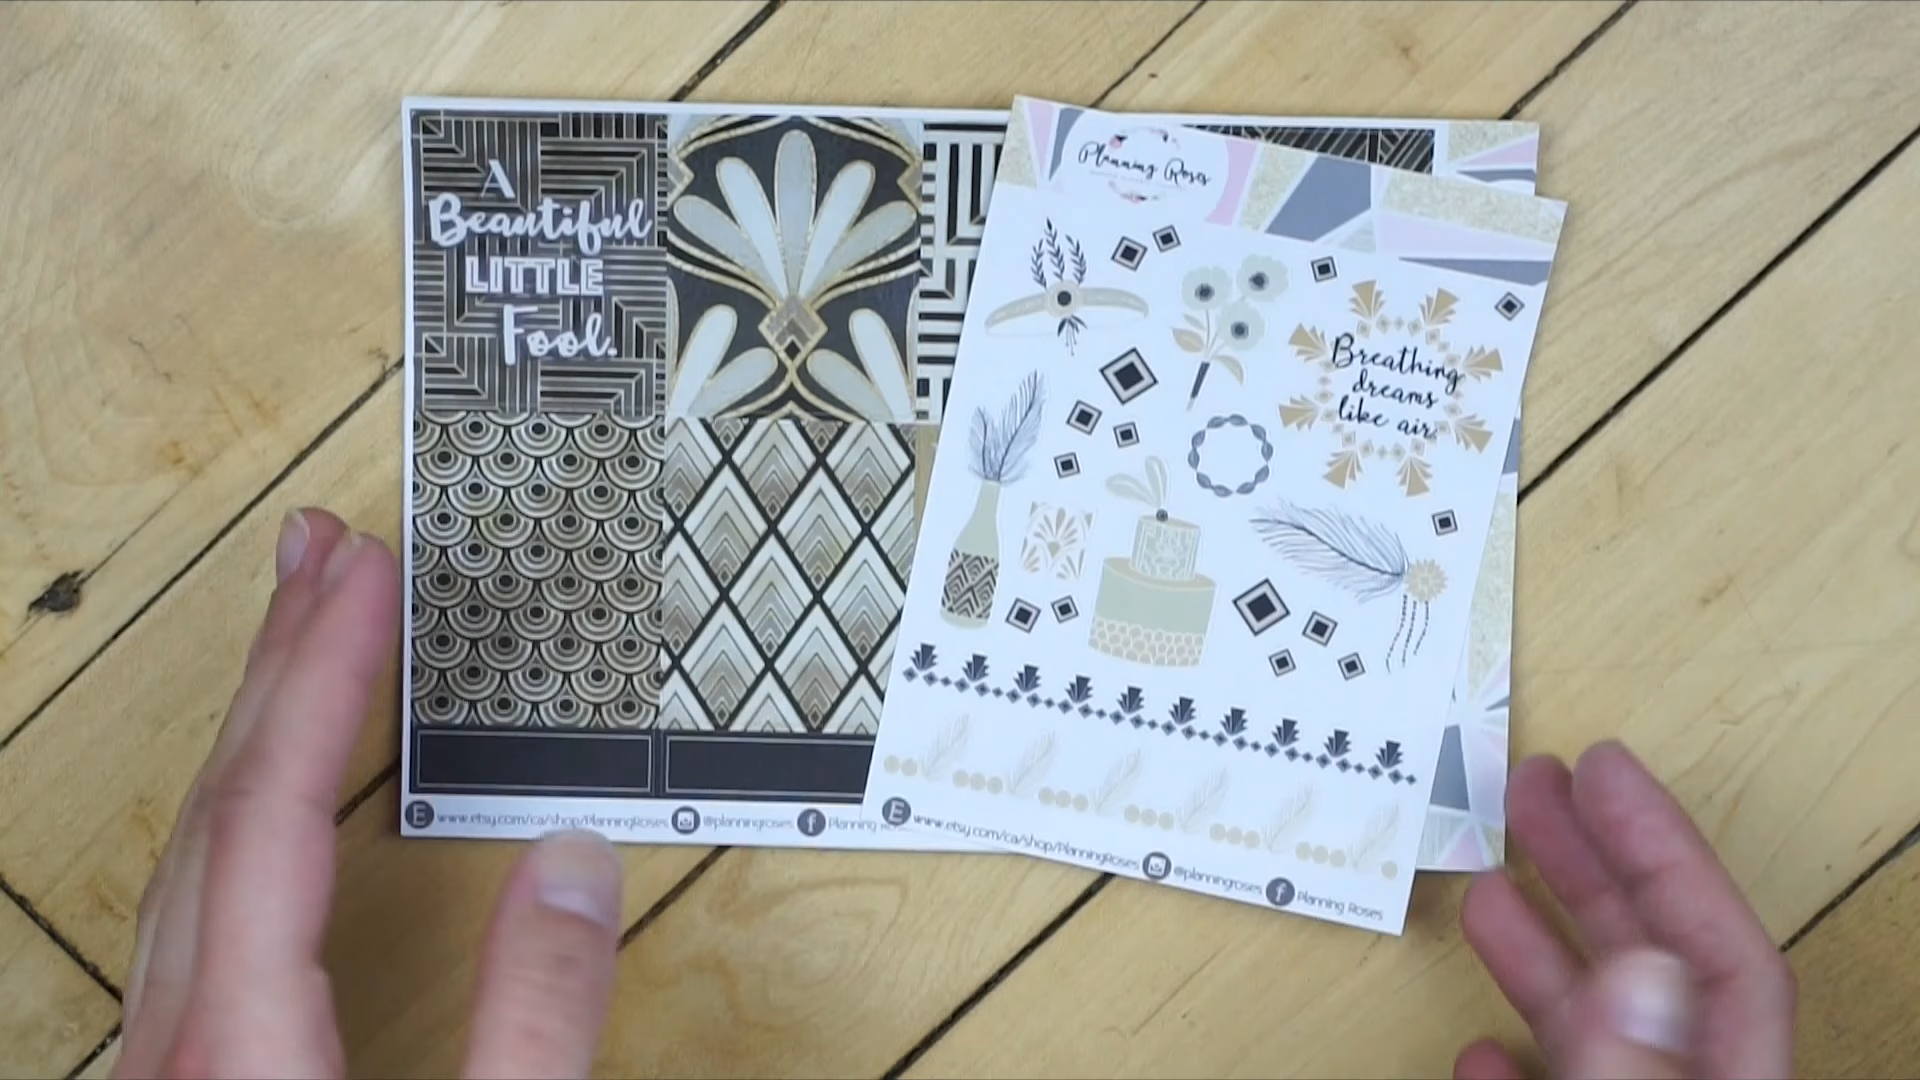 A
Beautiful
LITTLE
Fool.
E www.etsy.com/ca/shop/PlanningRoses @planningroses f Planning
Planning Roses
Breathing
dreams
like air.
E www.etsy.com/ca/shop/PlanningRoses @planningroses f Planning Roses